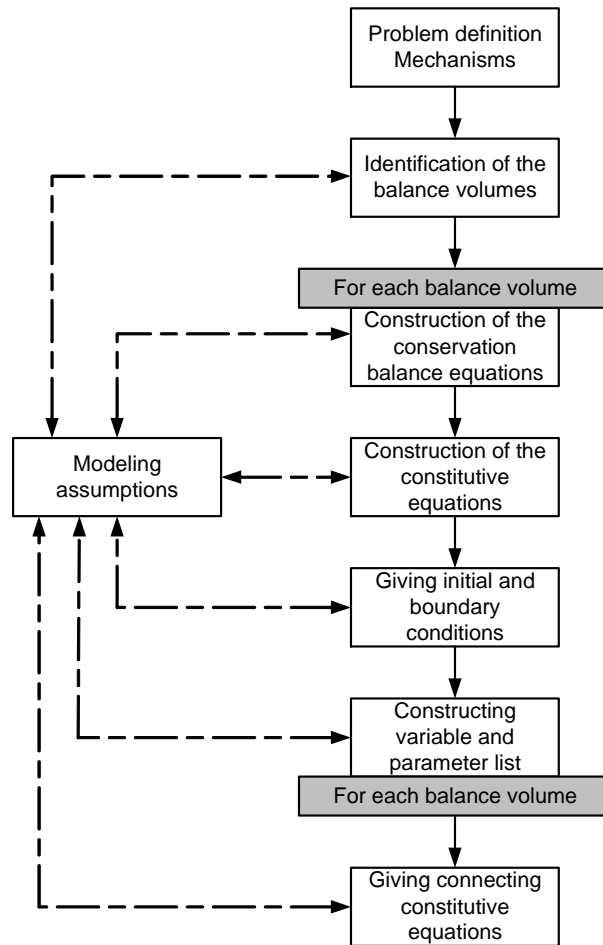 Problem definition
Mechanisms
Identification of the
balance volumes
For each balance volume
Construction of the
conservation
balance equations
Modeling
assumptions
Construction of the
constitutive
equations
Giving initial and
boundary
conditions
Constructing
variable and
parameter list
For each balance volume
Giving connecting
constitutive
equations